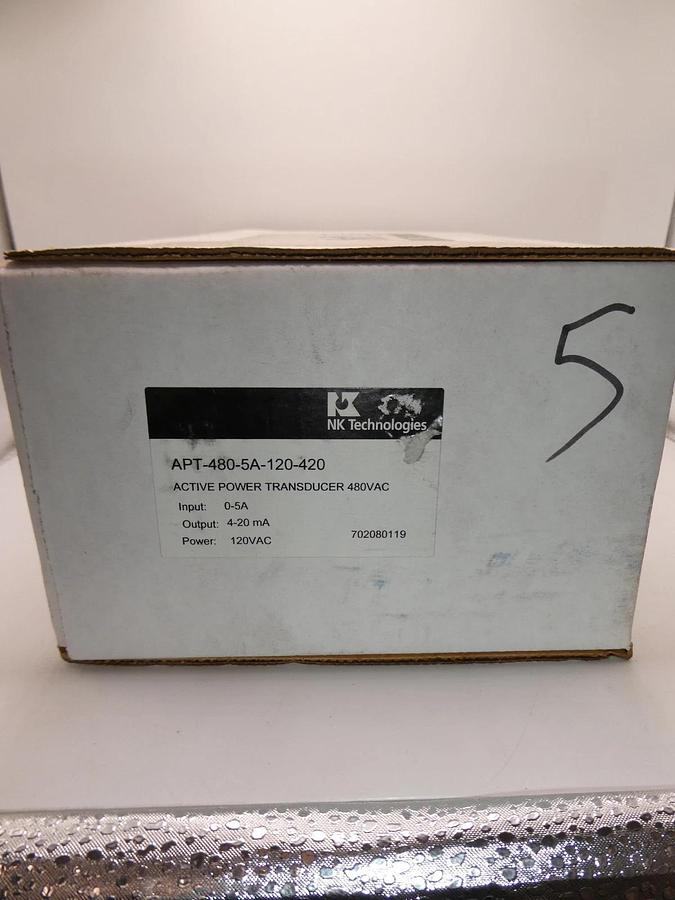 5
NK Technologies
APT-480-5A-120-420
ACTIVE POWER TRANSDUCER 480VAC
Input: 0-5A
Output: 4-20 mA
Power: 120VAC
702080119